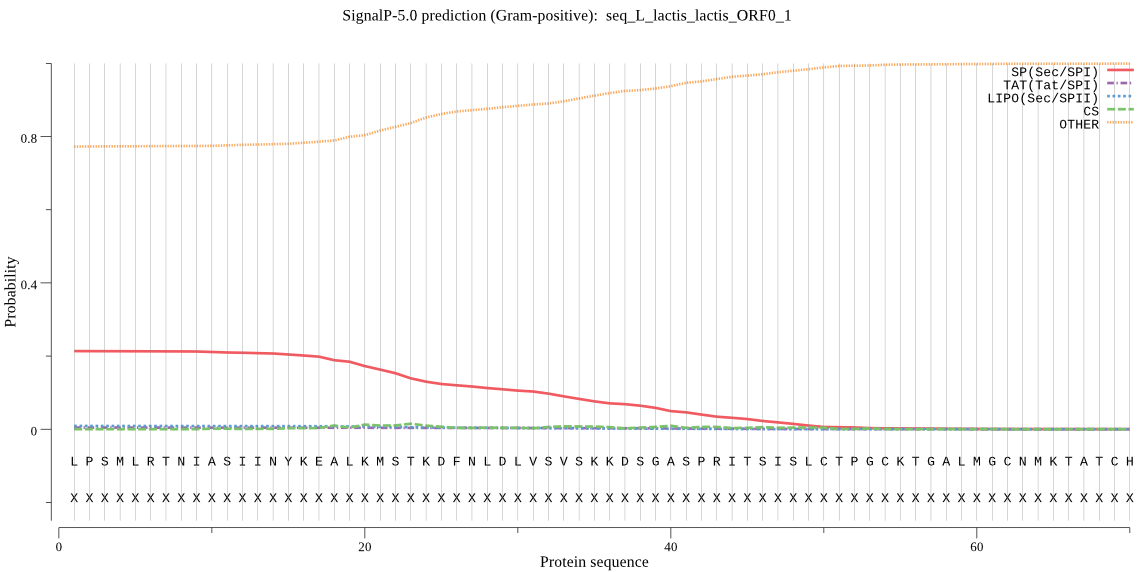 SignalP-5.0 prediction (Gram-positive): seq_L_lactis_lactis_ORF0_1
SP(Sec/SPI)
TAT(Tat/SPI)
LIPO(Sec/SPII)
CS
OTHER
0.8
0.4
0
Probability
L P S M L R T N I A S I I N Y K E A L K M S T K D F N L D L V S V S K K D S G A S P R I T S I S L C T P G C K T G A L M G C N M K T A T C H
X X X X X X X X X X X X X X X X X X X X X X X X X X X X X X X X X X X X X X X X X X X X X X X X X X X X X X X X X X X X X X X X X X X X X X
0 20 40 60
Protein sequence